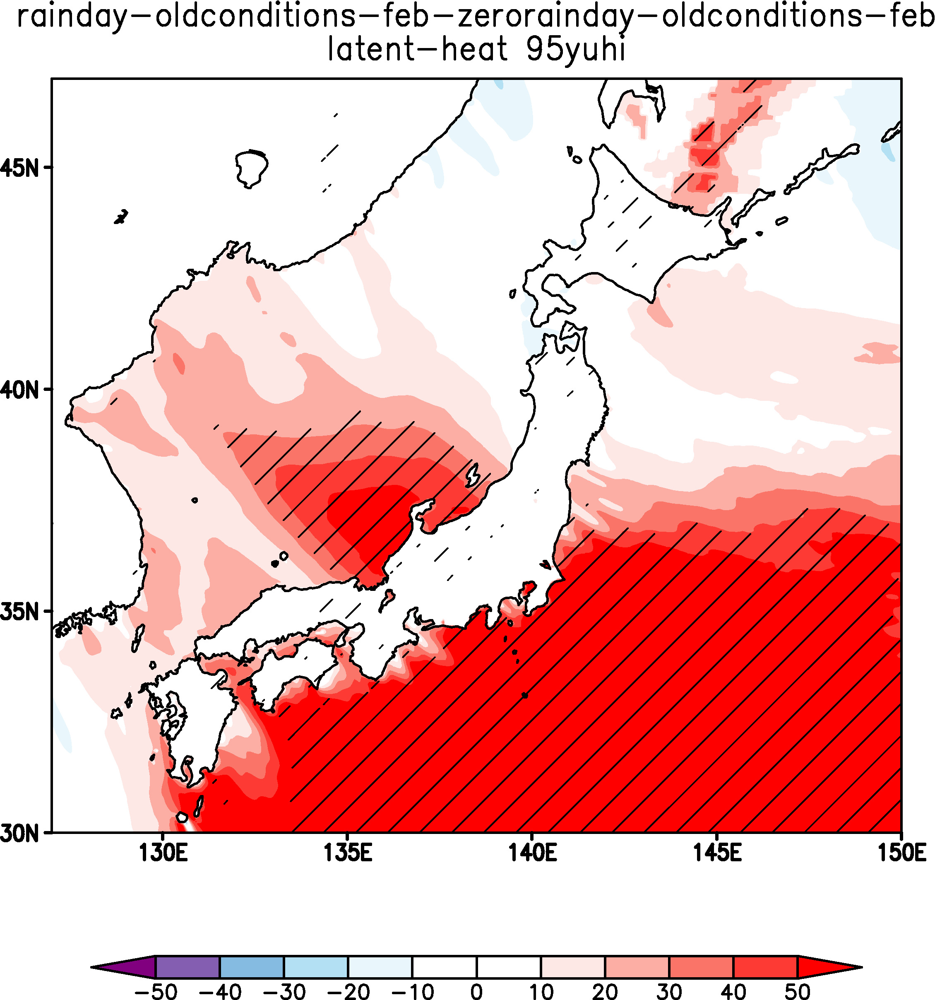 rainday-oldconditions-feb-zerorainday-oldconditions-feb
latent-heat 95yuhi
45N
40N
35N
30N
130E 135E 140E 145E 150E
-50 -40 -30 -20 -10 0 10 20 30 40 50